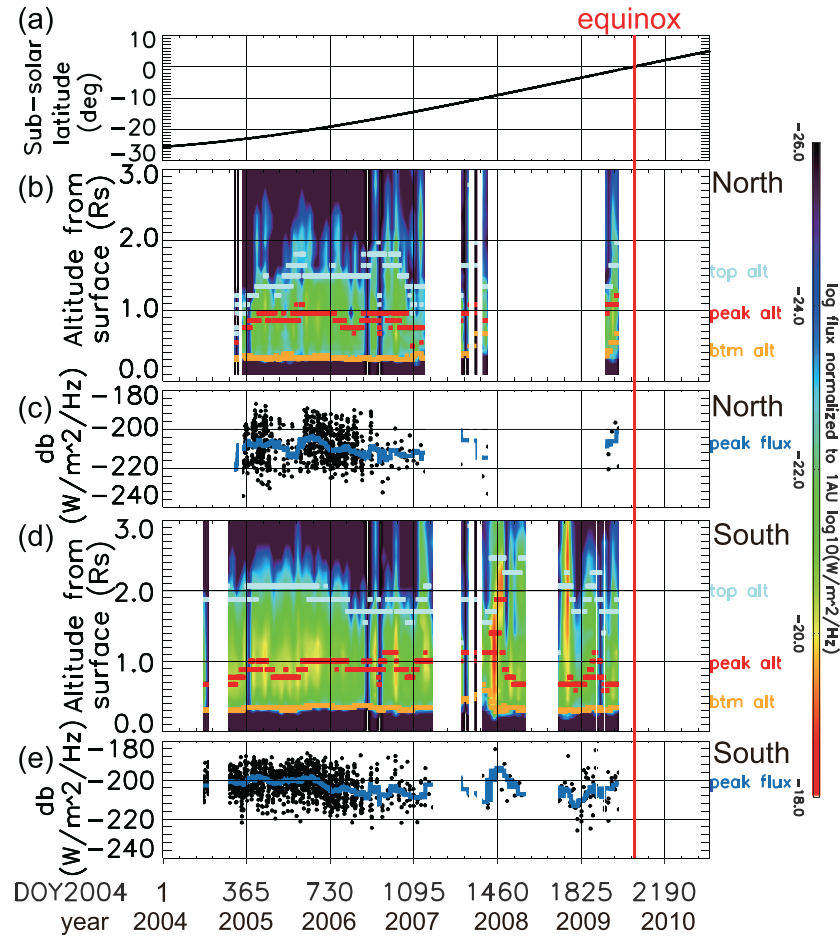 (a)
equinox
10
0
−10
−20
−30
Sub−solar
latitude
(deg)
(b)
North
3.0
2.0
1.0
0.0
Altitude from
surface (Rs)
top alt
peak alt
btm alt
(c)
North
−180
−200
−220
−240
db
(W/m^2/Hz)
peak flux
(d)
South
3.0
2.0
1.0
0.0
Altitude from
surface (Rs)
top alt
peak alt
btm alt
(e)
South
−180
−200
−220
−240
db
(W/m^2/Hz)
peak flux
DOY2004 1 365 730 1095 1460 1825 2190
year 2004 2005 2006 2007 2008 2009 2010
−26.0
−24.0
−22.0
−20.0
−18.0
log flux normalized to 1AU log10(W/m^2/Hz)